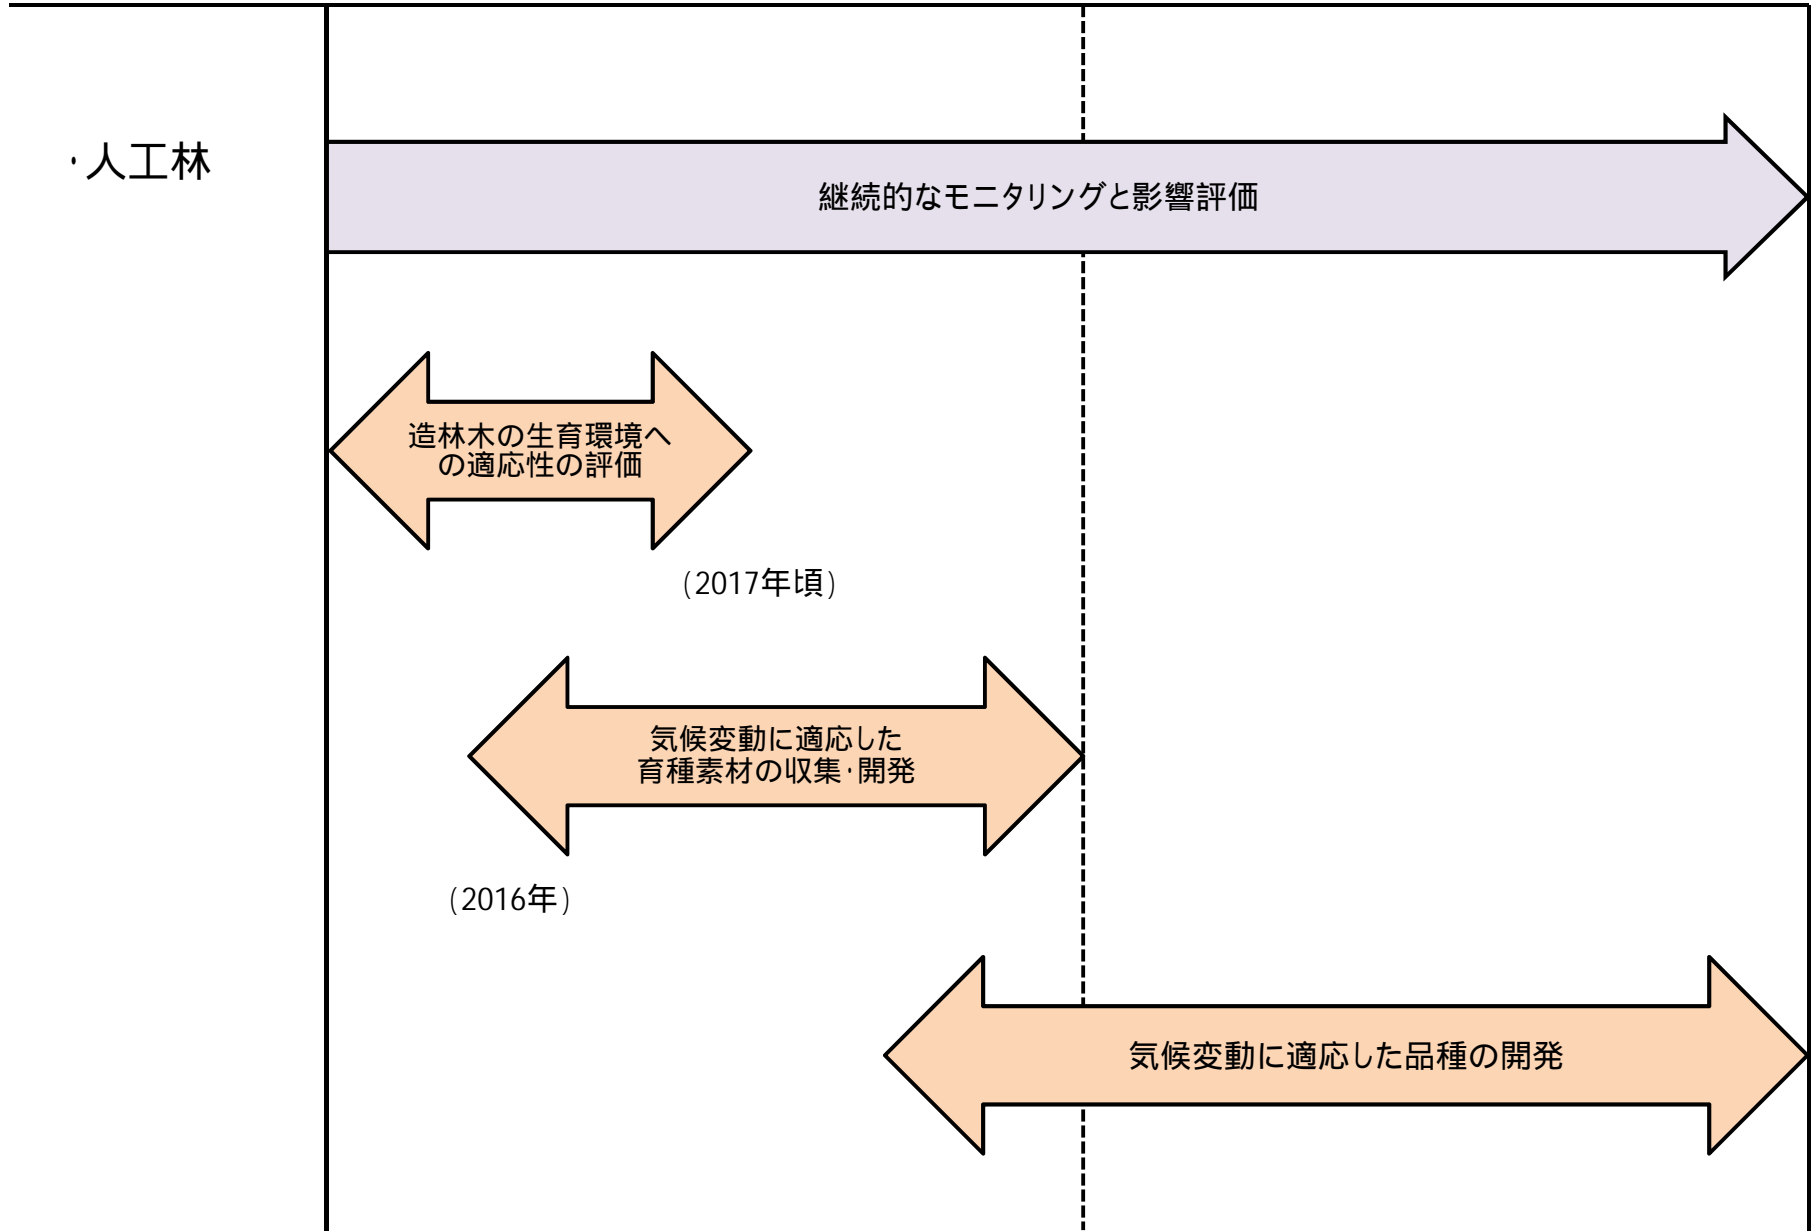 ・人工林
継続的なモニタリングと影響評価
造林木の生育環境へ
の適応性の評価
(2017年頃)
気候変動に適応した
育種素材の収集・開発
(2016年)
気候変動に適応した品種の開発